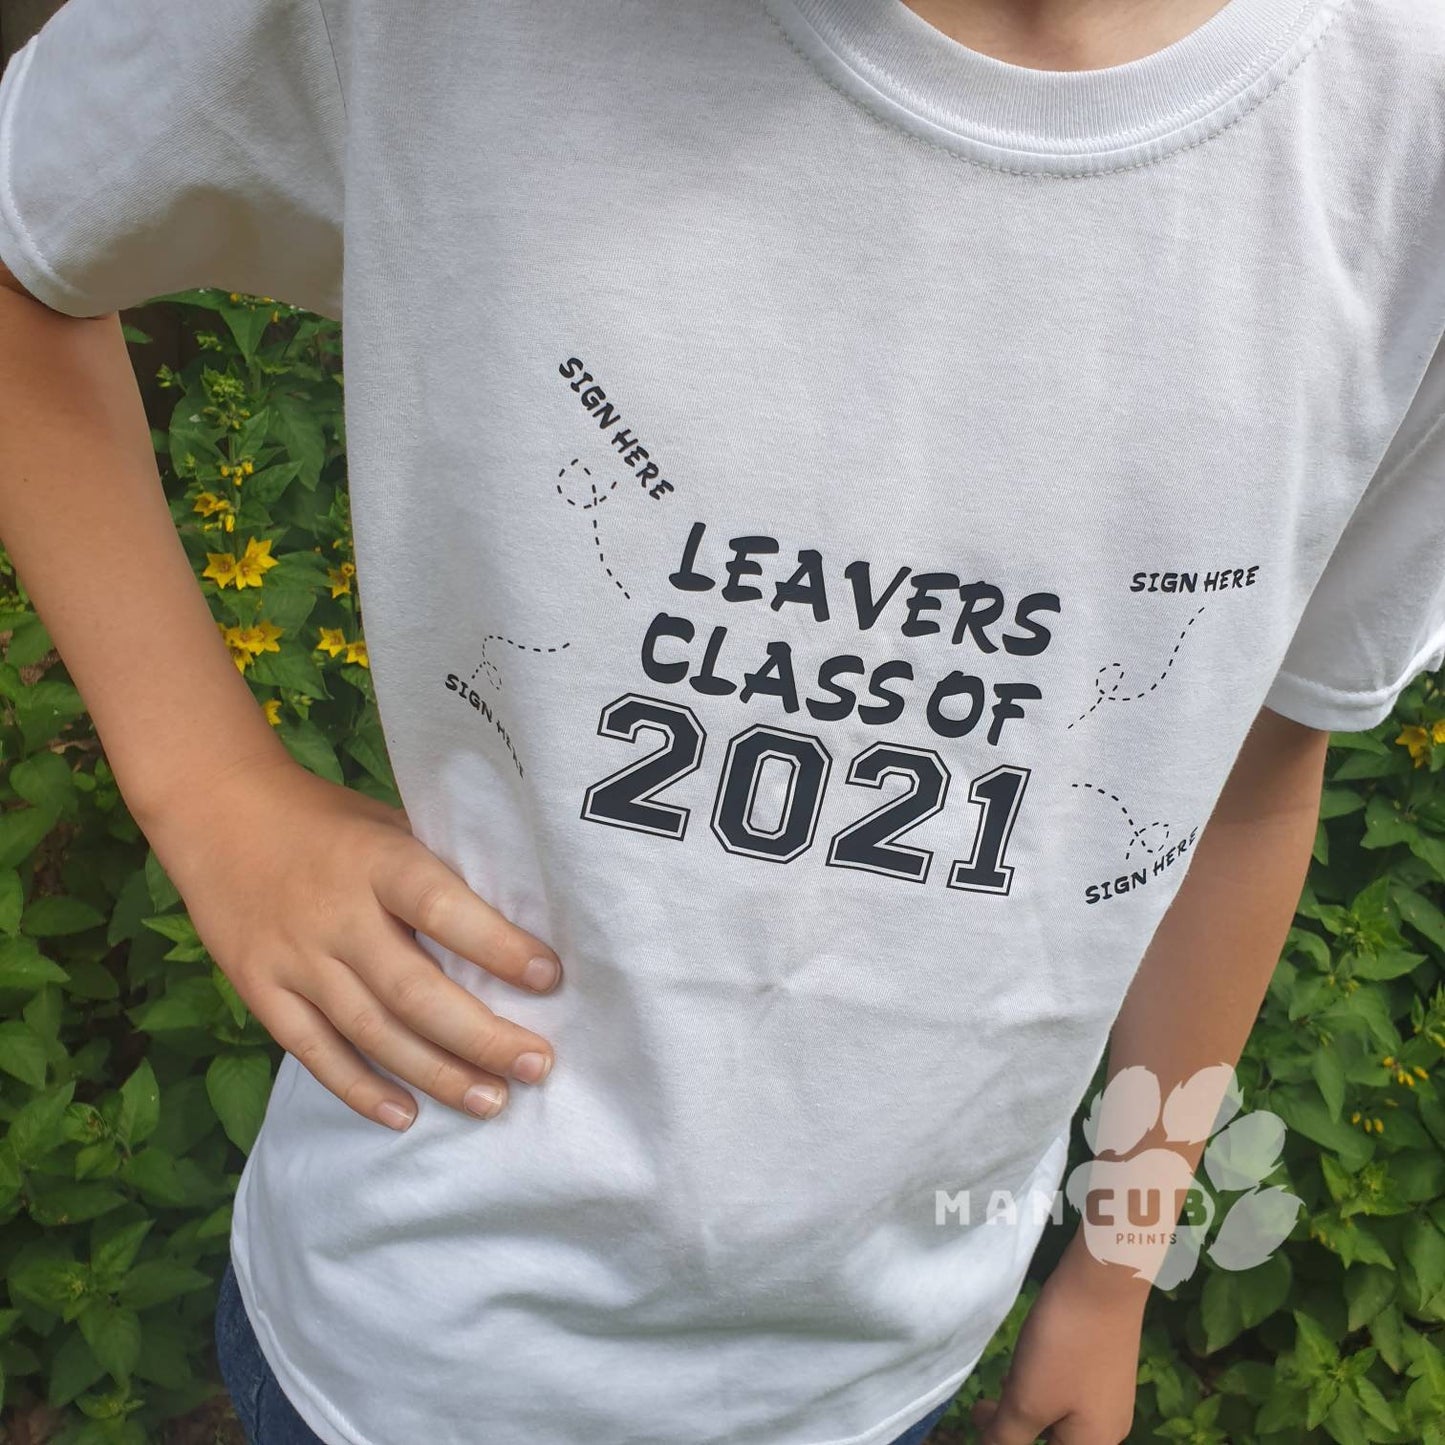 SIGN HERE
LEAVERS
CLASS OF
2021
SIGN HERE
SIGN HERE
SIGN HERE
MANCUB
PRINTS